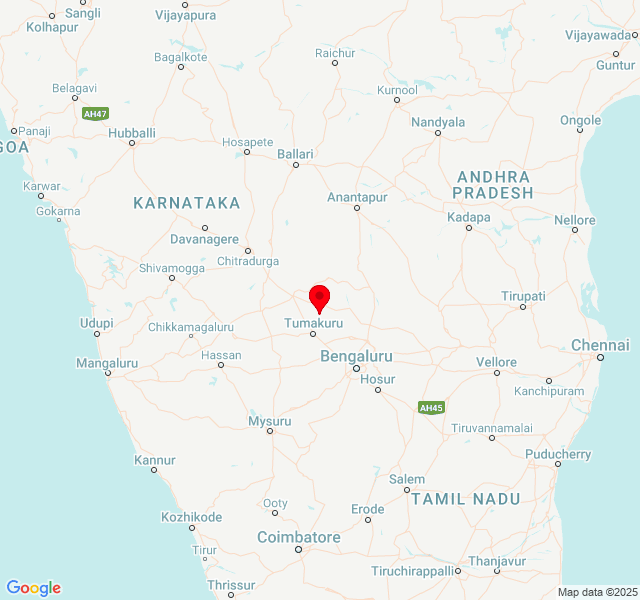 Sangli
Kolhapur
Vijayapura
Vijayawada
Raichur
Bagalkote
Guntur
Belagavi
Kurnool
AH47
Nandyala
Ongole
Panaji
Hubballi
GOA
Hosapete
Ballari
ANDHRA
PRADESH
Karwar
Anantapur
KARNATAKA
Gokarna
Kadapa
Nellore
Davanagere
Chitradurga
Shivamogga
Tirupati
Udupi
Chikkamagaluru
Tumakuru
Chennai
Hassan
Bengaluru
Mangaluru
Vellore
Hosur
Kanchipuram
AH45
Mysuru
Tiruvannamalai
Puducherry
Kannur
Salem
TAMIL NADU
Ooty
Erode
Kozhikode
Coimbatore
Tirur
Thanjavur
Tiruchirappalli
Thrissur
Google
Map data ©2025